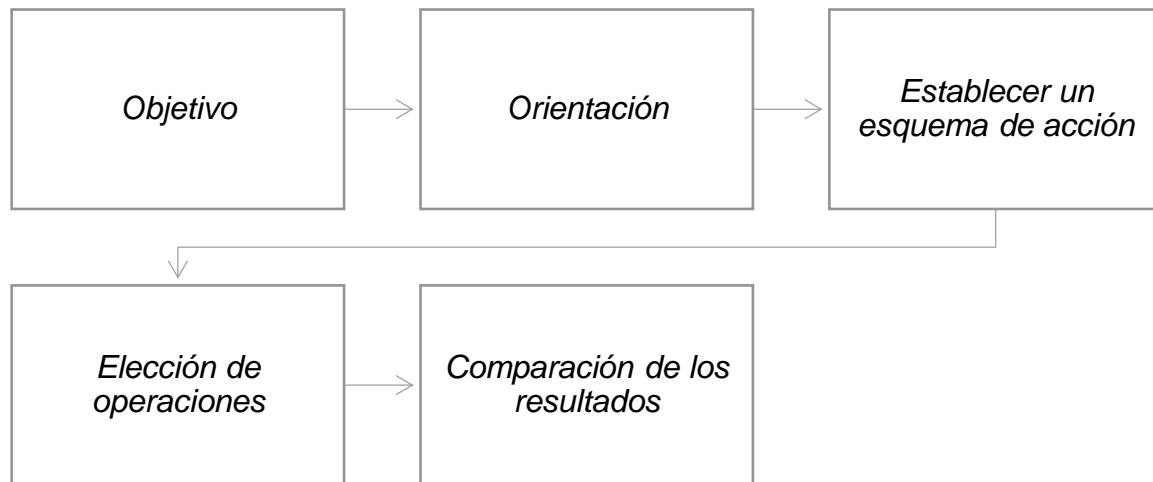 Objetivo
Orientación
Establecer un
esquema de acción
Elección de
operaciones
Comparación de los
resultados